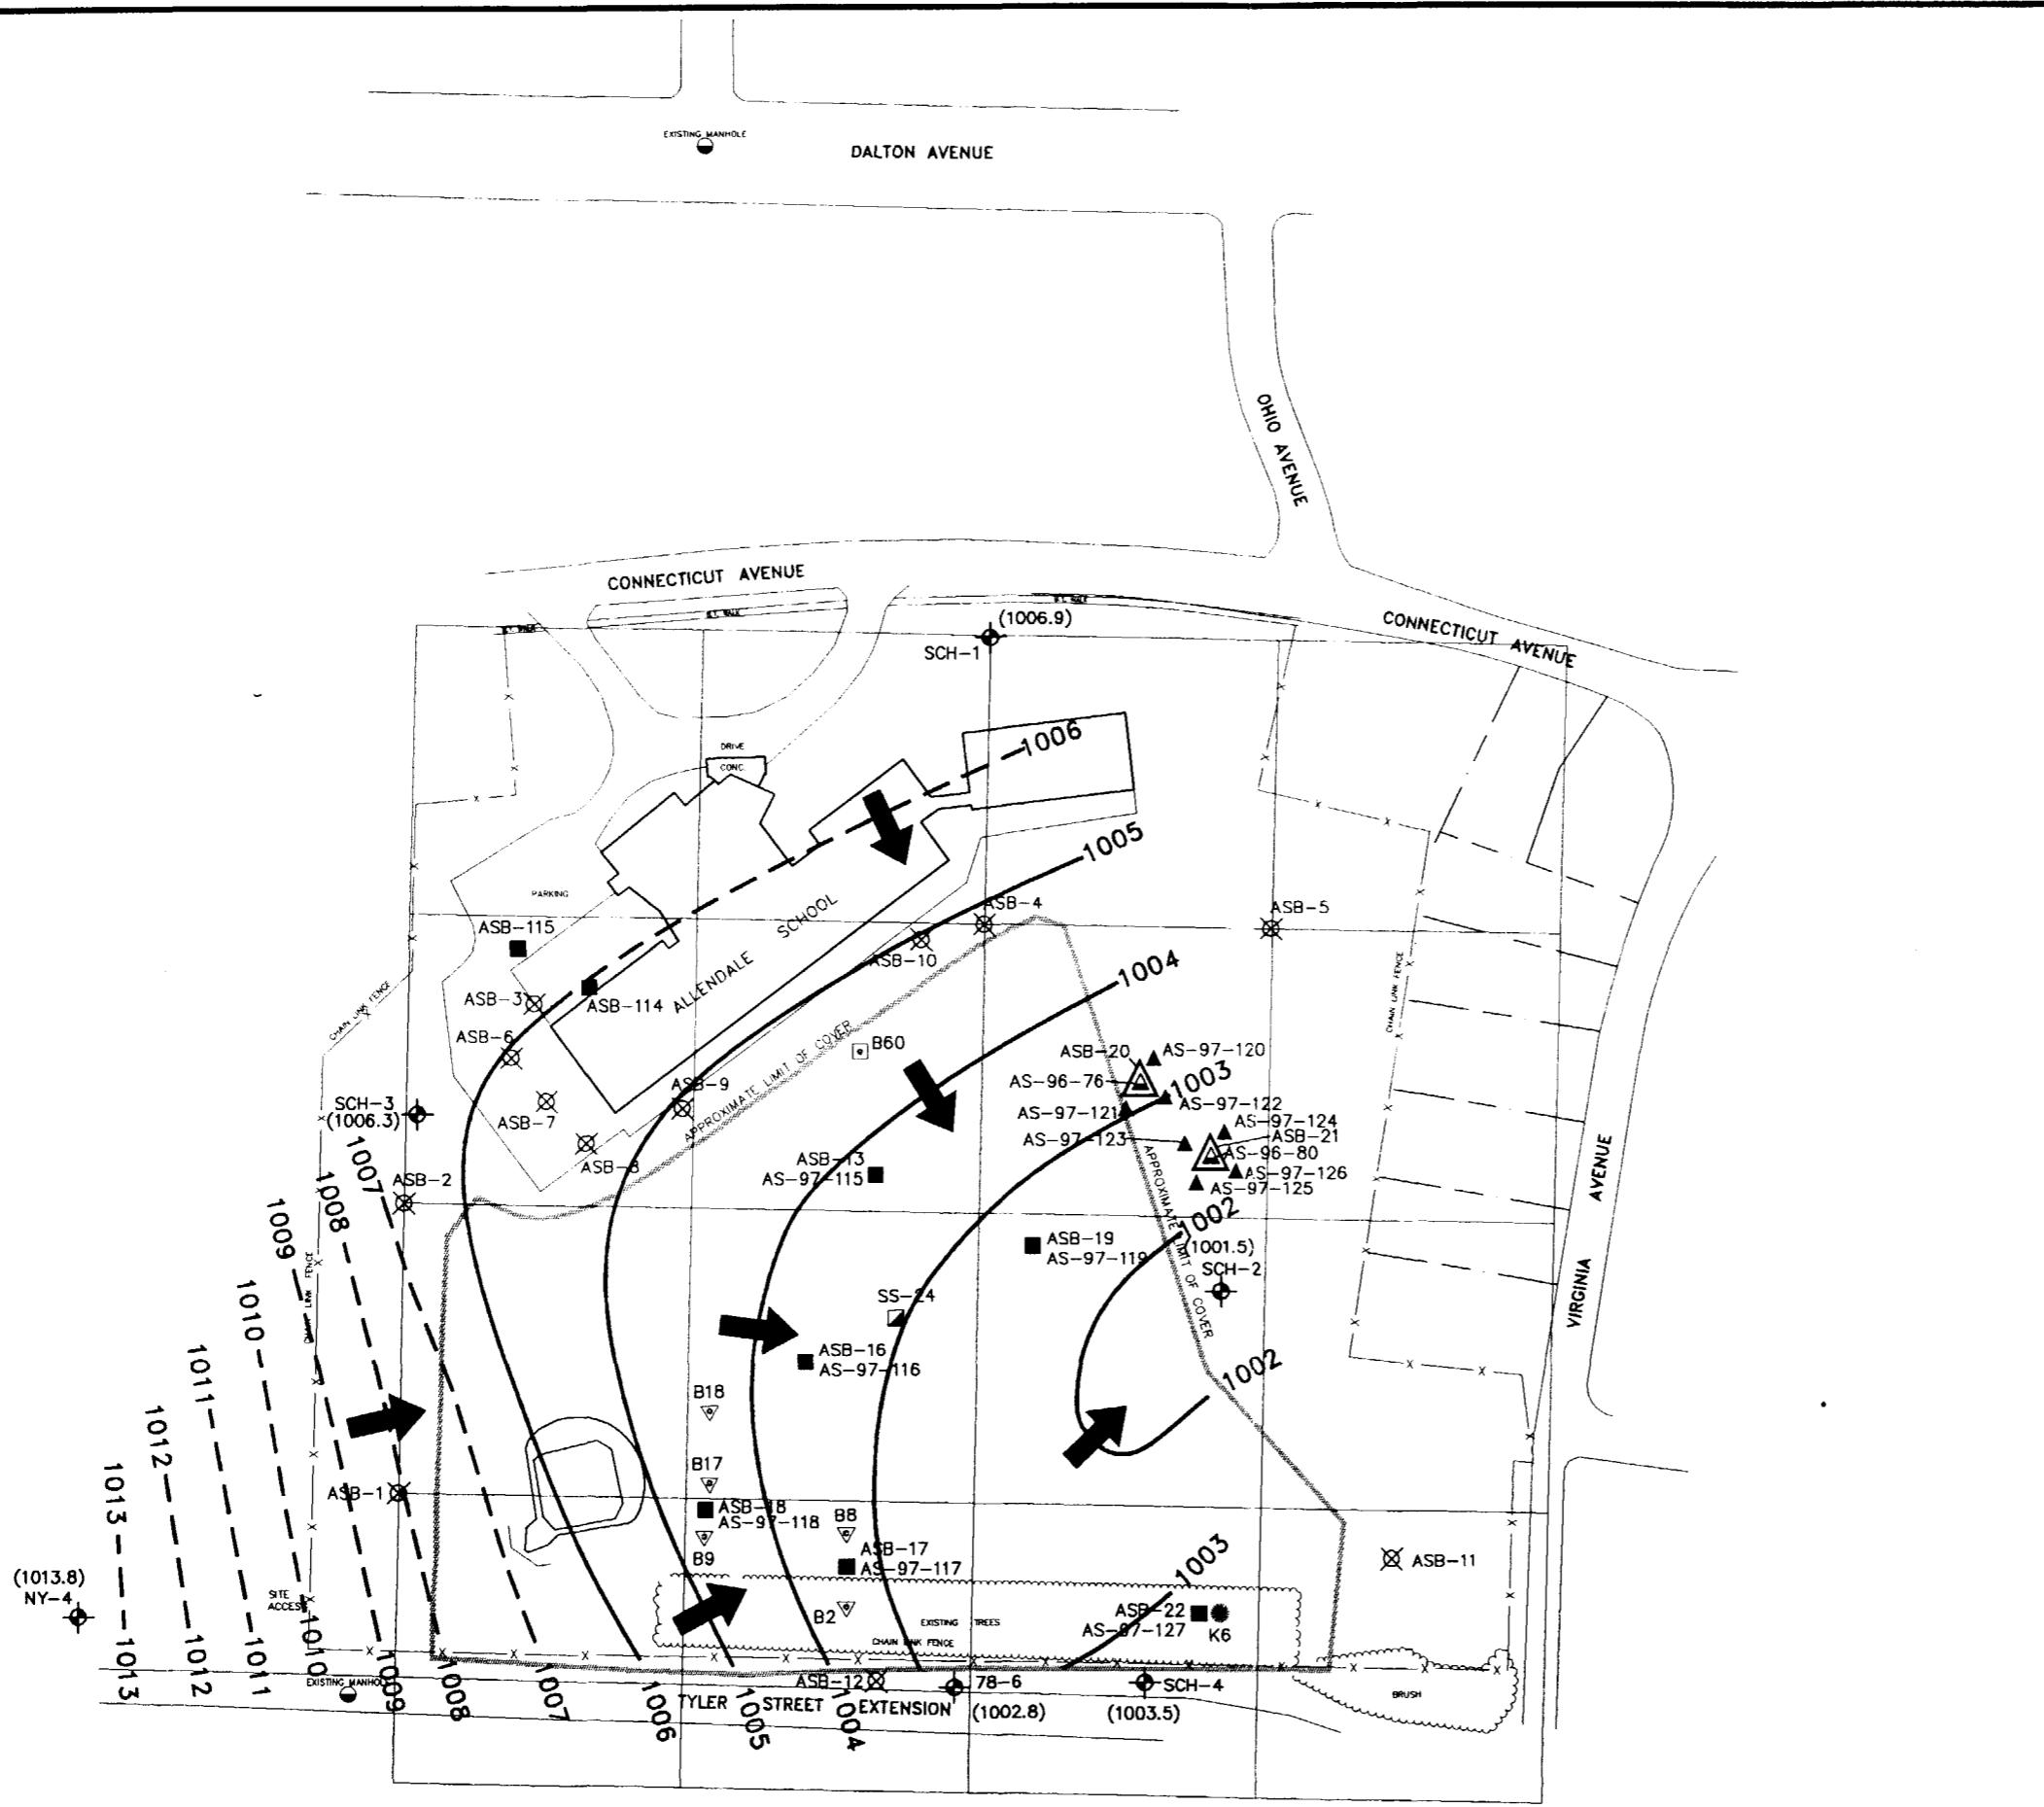 EXISTING MANHOLE
DALTON AVENUE
OHIO AVENUE
CONNECTICUT AVENUE
CONNECTICUT AVENUE
(1006.9)
SCH-1
1006
DRIVE
CONC.
1005
PARKING
ALLENDALE SCHOOL
ASB-115
ASB-114
ASB-3
ASB-6
ASB-7
ASB-8
ASB-9
ASB-10
ASB-4
ASB-5
CHAIN LINK FENCE
CHAIN LINK FENCE
APPROXIMATE LIMIT OF COVER
B60
1004
ASB-20
AS-97-120
AS-96-76
1003
AS-97-121
AS-97-122
AS-97-123
AS-97-124
ASB-21
AS-96-80
AS-97-126
AS-97-125
SCH-3
(1006.3)
ASB-2
ASB-13
AS-97-115
APPROXIMATE LIMIT OF COVER
1002
(1001.5)
SCH-2
ASB-19
AS-97-119
VIRGINIA AVENUE
1007
1008
1009
1010
1011
1012
1013
CHAIN LINK FENCE
SS-24
ASB-16
AS-97-116
1002
B18
B17
ASB-1
ASB-18
AS-97-118
B9
B8
ASB-17
AS-97-117
B2
1003
ASB-11
(1013.8)
NY-4
SITE
ACCESS
EXISTING TREES
CHAIN LINK FENCE
ASB-22
AS-97-127
K6
1013
1012
1011
1010
1009
1008
1007
1006
1005
1004
EXISTING MANHOLE
TYLER STREET EXTENSION
ASB-12
78-6
(1002.8)
SCH-4
(1003.5)
BRUSH